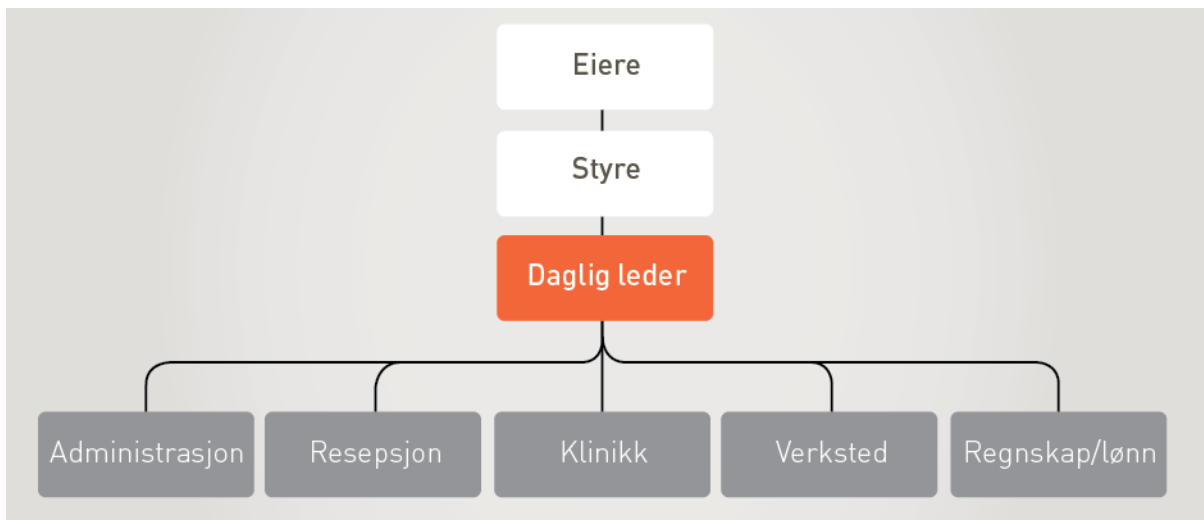 Eiere
Styre
Daglig leder
Administrasjon
Resepsjon
Klinikk
Verksted
Regnskap/lønn